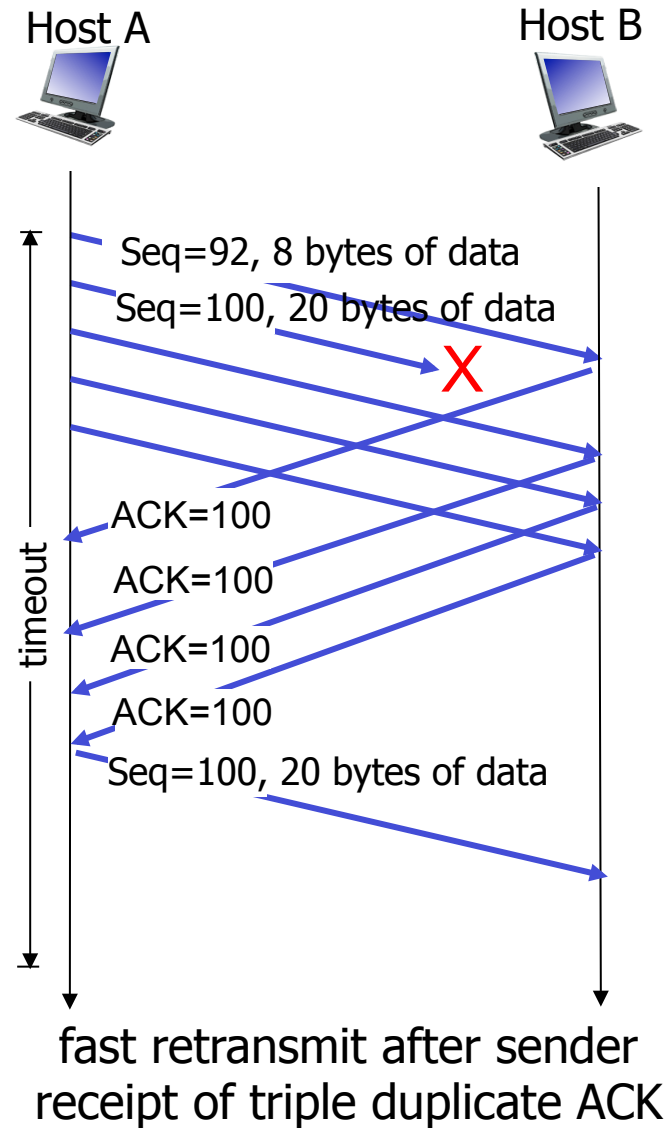 Host A
Host B
Seq=92, 8 bytes of data
Seq=100, 20 bytes of data
X
timeout
ACK=100
ACK=100
ACK=100
ACK=100
Seq=100, 20 bytes of data
fast retransmit after sender
receipt of triple duplicate ACK